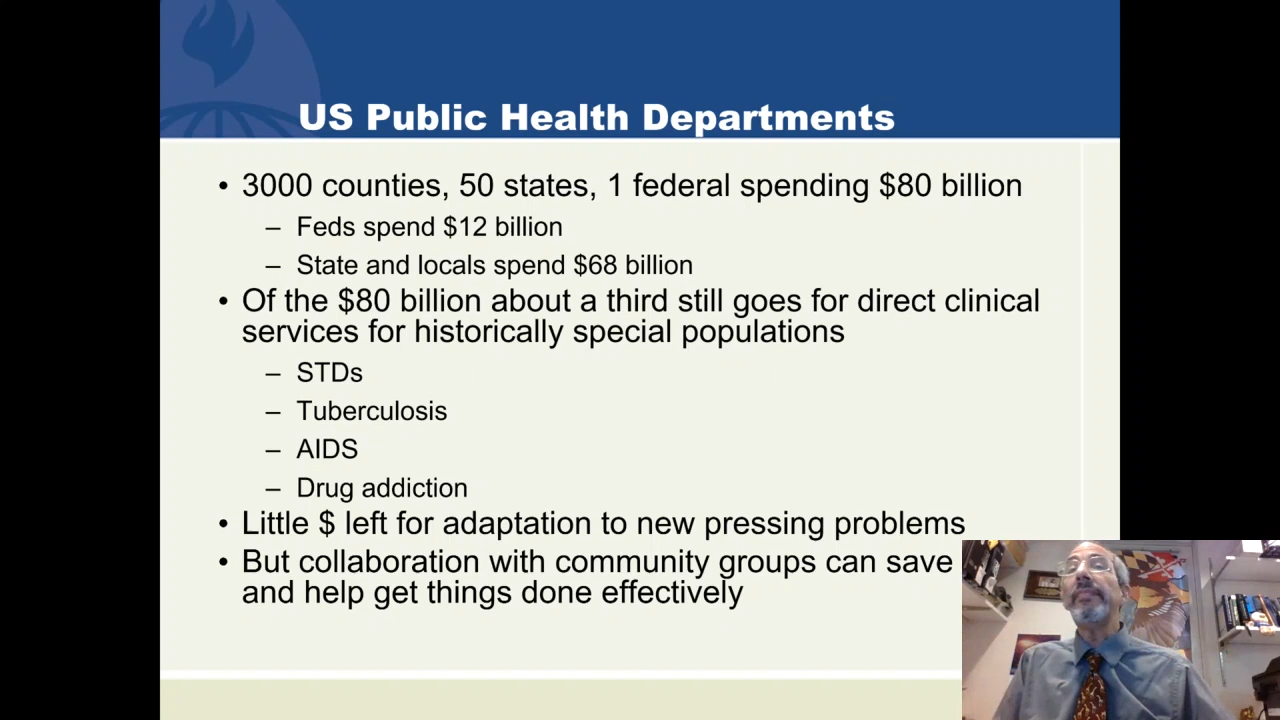 US Public Health Departments
• 3000 counties, 50 states, 1 federal spending $80 billion
– Feds spend $12 billion
– State and locals spend $68 billion
• Of the $80 billion about a third still goes for direct clinical
services for historically special populations
– STDs
– Tuberculosis
– AIDS
– Drug addiction
• Little $ left for adaptation to new pressing problems
• But collaboration with community groups can save
and help get things done effectively